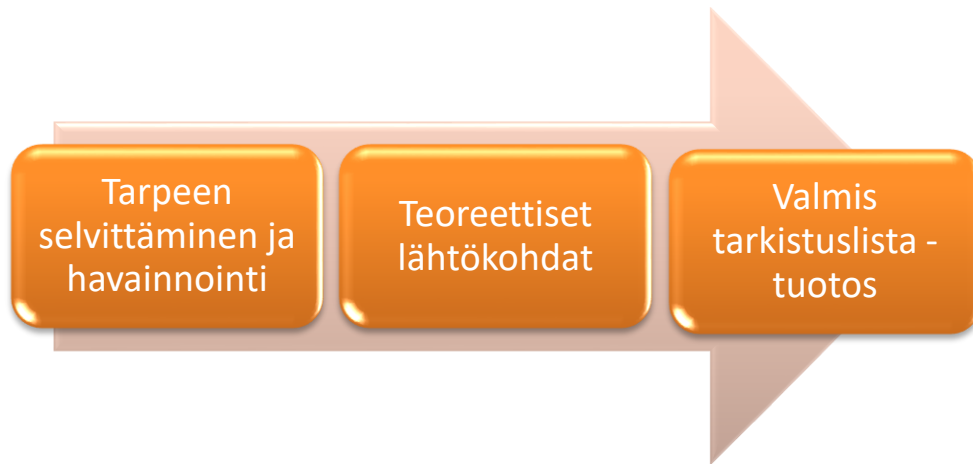 Tarpeen
selvittäminen ja
havainnointi
Teoreettiset
lähtökohdat
Valmis
tarkistuslista -
tuotos